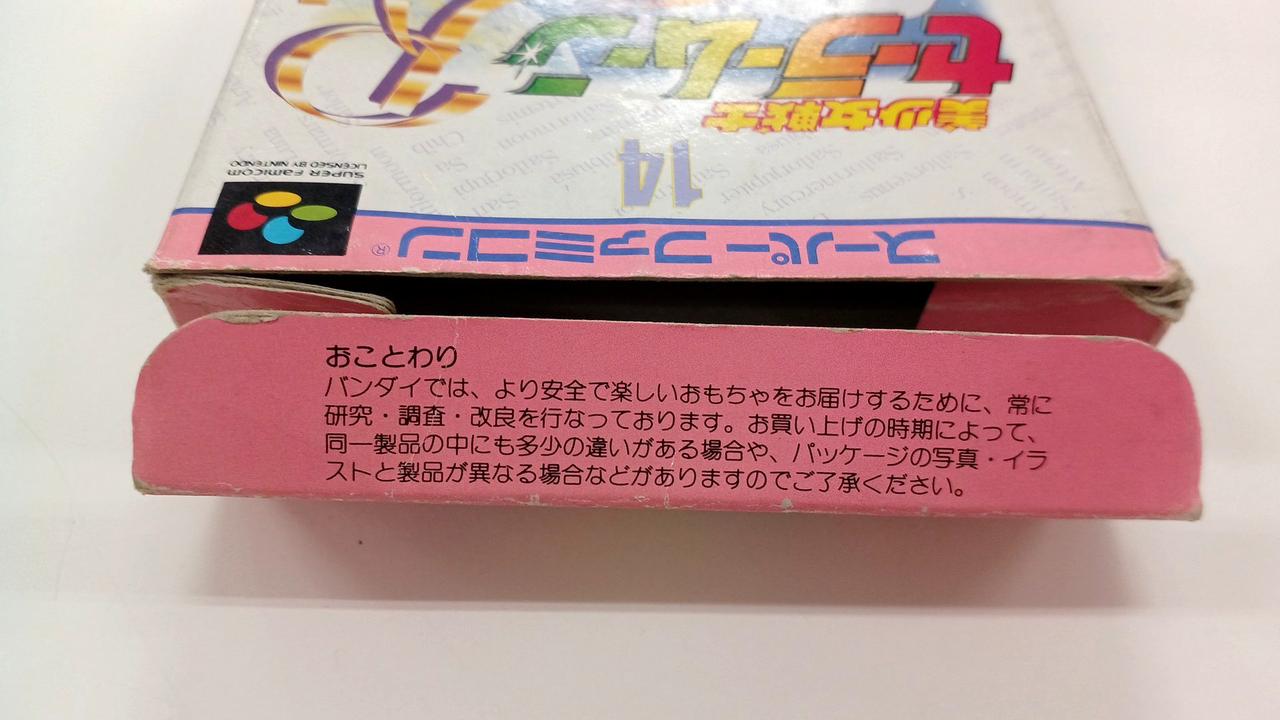 おことわり
バンダイでは、より安全で楽しいおもちゃをお届けするために、常に
研究・調査・改良を行なっております。お買い上げの時期によって、
同一製品の中にも多少の違いがある場合や、パッケージの写真・イラ
ストと製品が異なる場合などがありますのでご了承ください。
スーパーファミコン®
SUPER FAMICOM
LICENSED BY NINTENDO
14
美少女戦士
セーラームーン
R